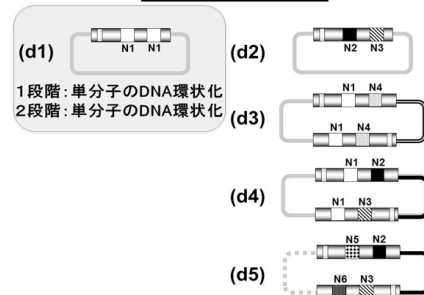 (d1)
N1 N1
1段階:単分子のDNA環状化
2段階:単分子のDNA環状化
(d2)
N2 N3
(d3)
N1 N4
N1 N4
(d4)
N1 N2
N1 N3
(d5)
N5 N2
N6 N3